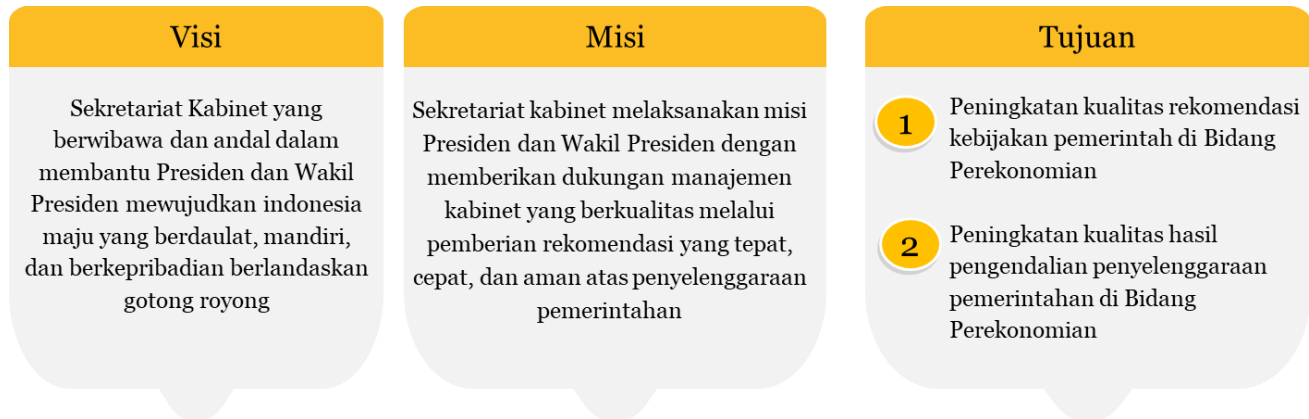 Visi
Sekretariat Kabinet yang
berwibawa dan andal dalam
membantu Presiden dan Wakil
Presiden mewujudkan indonesia
maju yang berdaulat, mandiri,
dan berkepribadian berlandaskan
gotong royong
Misi
Sekretariat kabinet melaksanakan misi
Presiden dan Wakil Presiden dengan
memberikan dukungan manajemen
kabinet yang berkualitas melalui
pemberian rekomendasi yang tepat,
cepat, dan aman atas penyelenggaraan
pemerintahan
Tujuan
1
Peningkatan kualitas rekomendasi
kebijakan pemerintah di Bidang
Perekonomian
2
Peningkatan kualitas hasil
pengendalian penyelenggaraan
pemerintahan di Bidang
Perekonomian